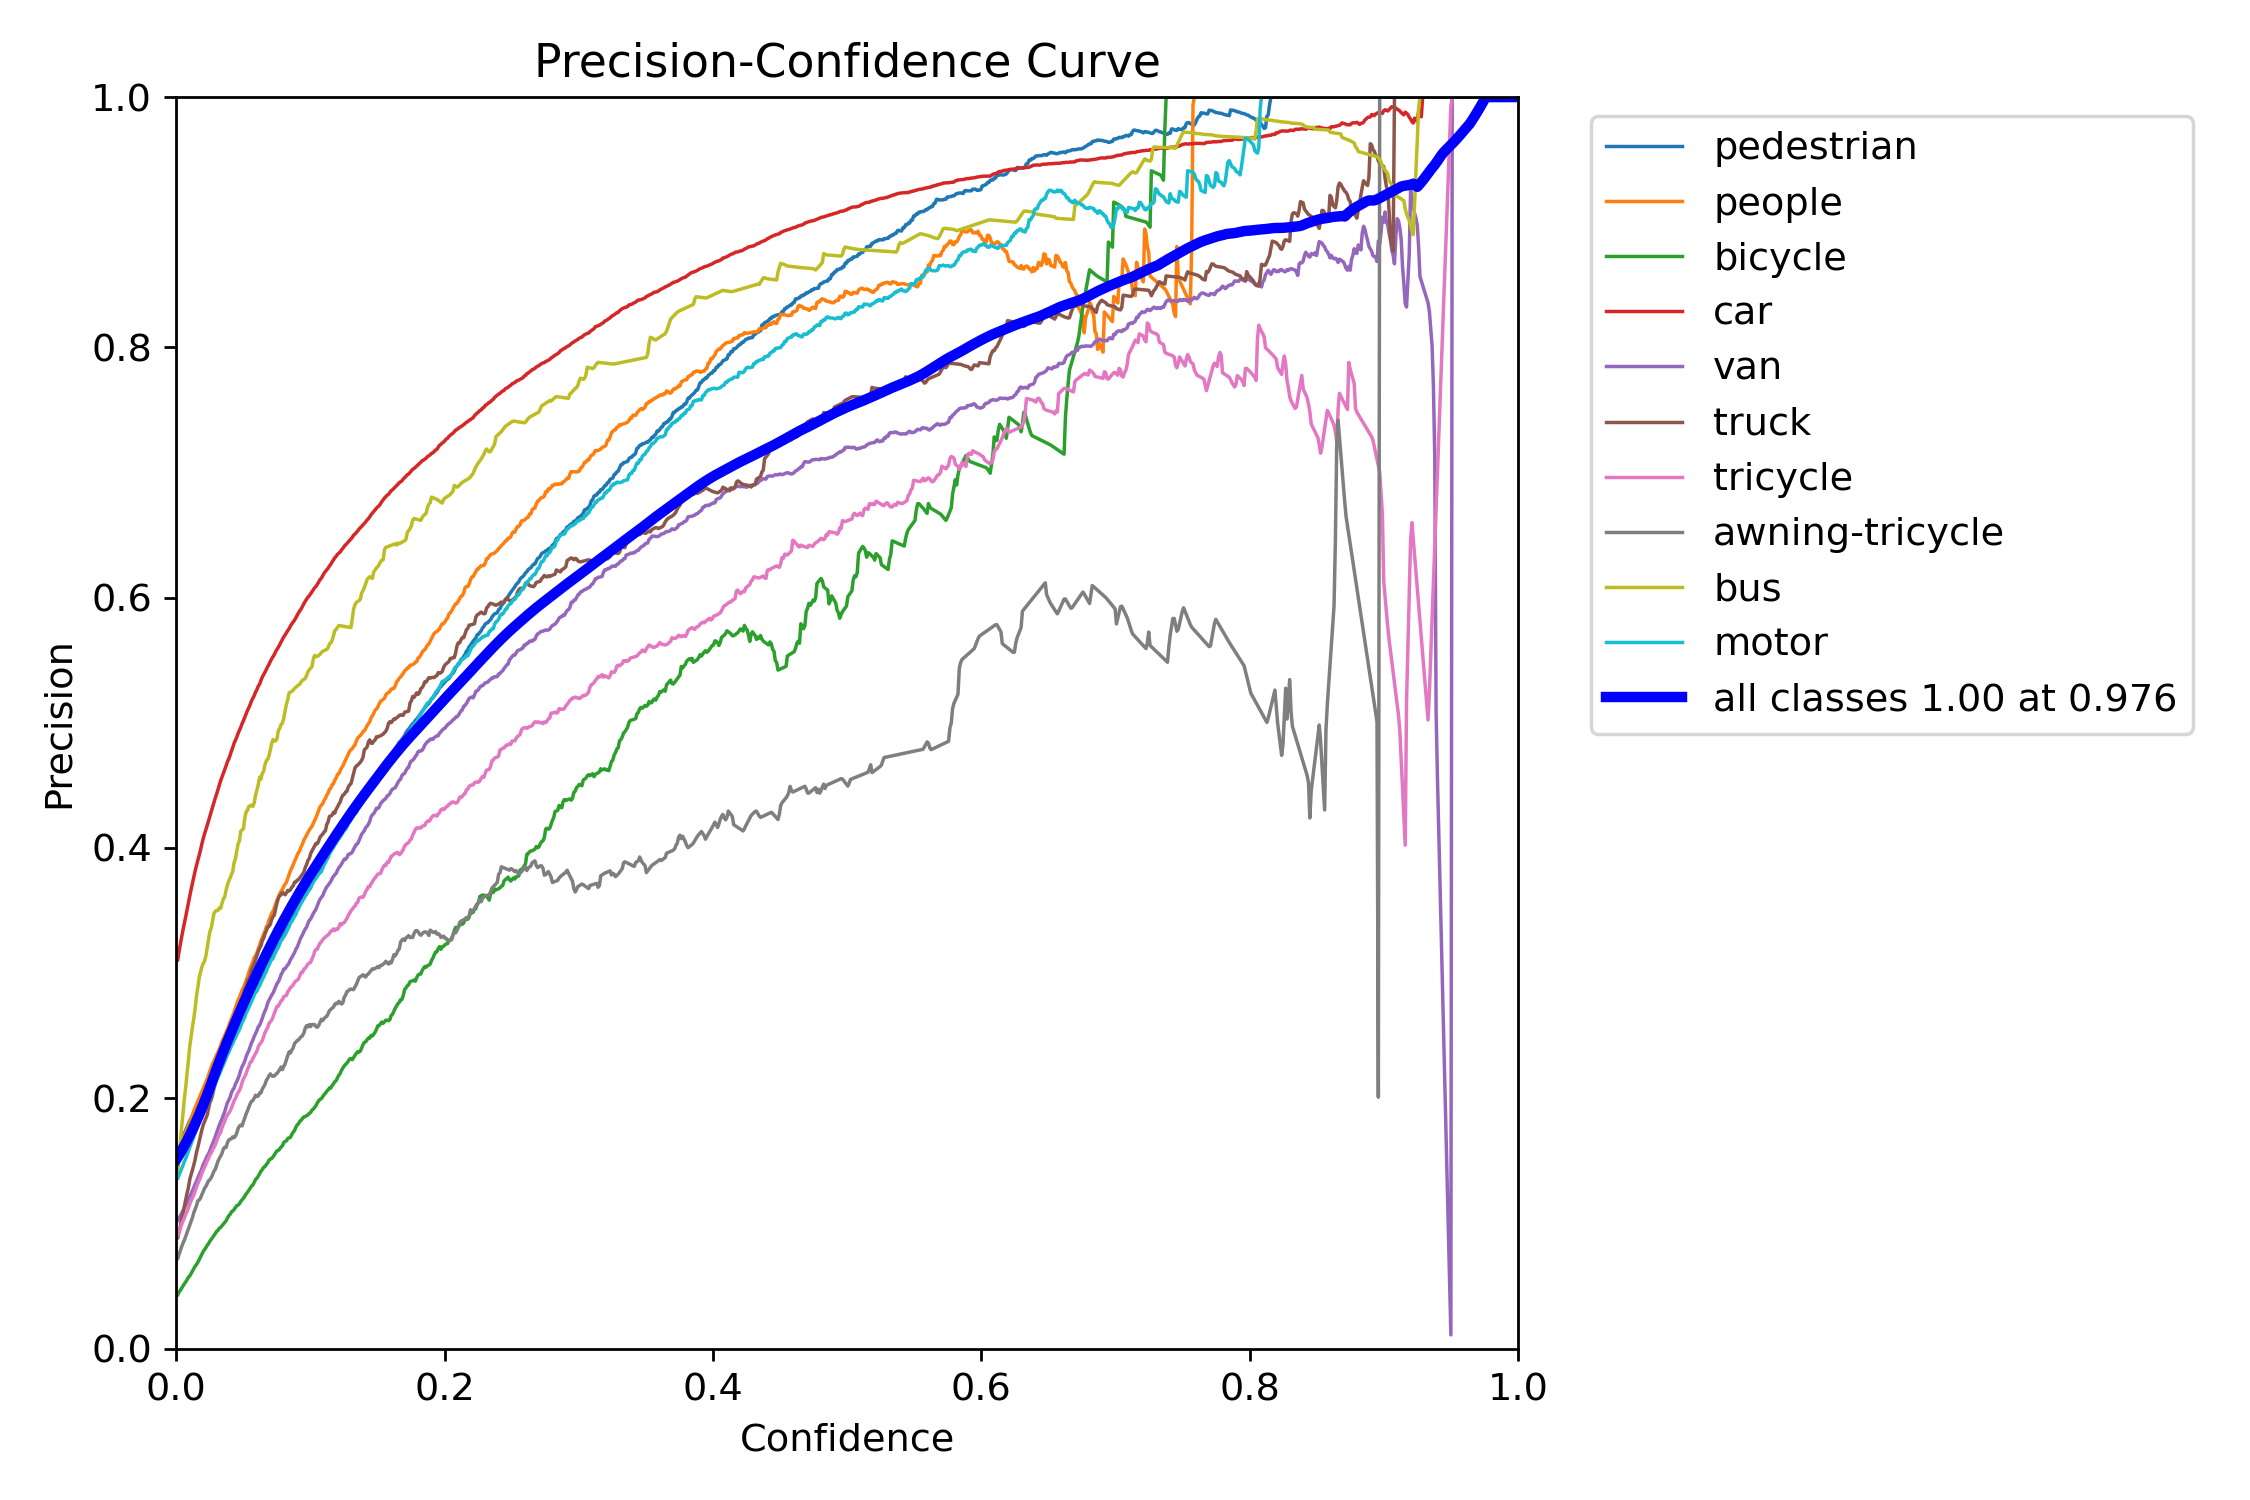 Precision-Confidence Curve
1.0
0.8
0.6
0.4
0.2
0.0
Precision
0.0 0.2 0.4 0.6 0.8 1.0
Confidence
pedestrian
people
bicycle
car
van
truck
tricycle
awning-tricycle
bus
motor
all classes 1.00 at 0.976